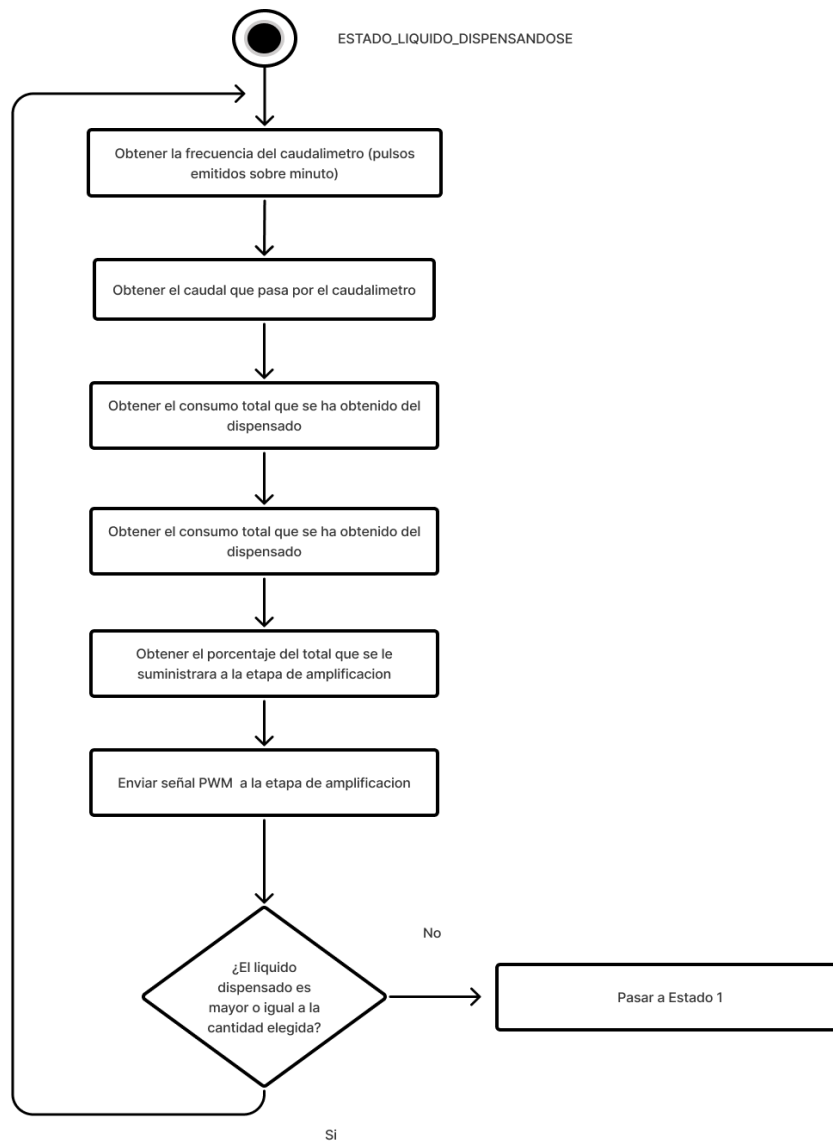 ESTADO_LIQUIDO_DISPENSANDOSE
Obtener la frecuencia del caudalimetro (pulsos
emitidos sobre minuto)
Obtener el caudal que pasa por el caudalimetro
Obtener el consumo total que se ha obtenido del
dispensado
Obtener el consumo total que se ha obtenido del
dispensado
Obtener el porcentaje del total que se le
suministrara a la etapa de amplificacion
Enviar señal PWM a la etapa de amplificacion
¿El liquido
dispensado es
mayor o igual a la
cantidad elegida?
No
Pasar a Estado 1
Si